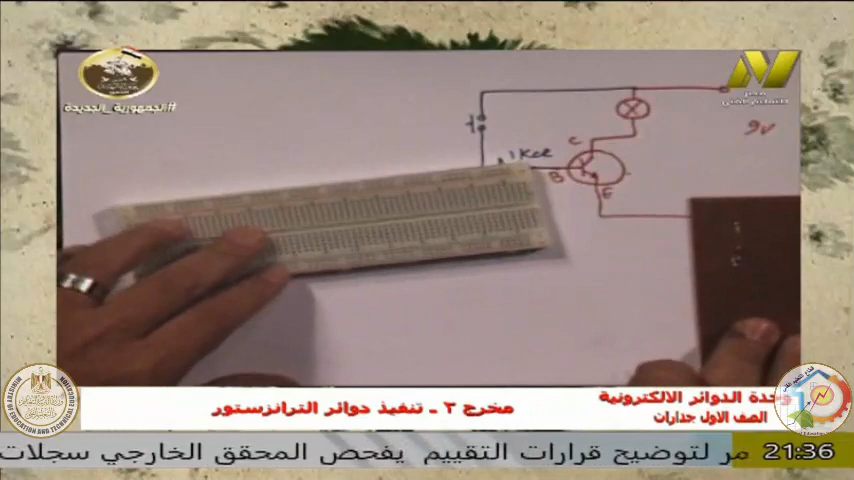 #الجمهورية_الجديدة
1K
C
9V
B
E
وحدة الدوائر الالكترونية
مخرج ٣ ـ تنفيذ دوائر الترانزستور
الصف الاول جدارات
مر لتوضيح قرارات التقييم يفحص المحقق الخارجي سجلات
21:36